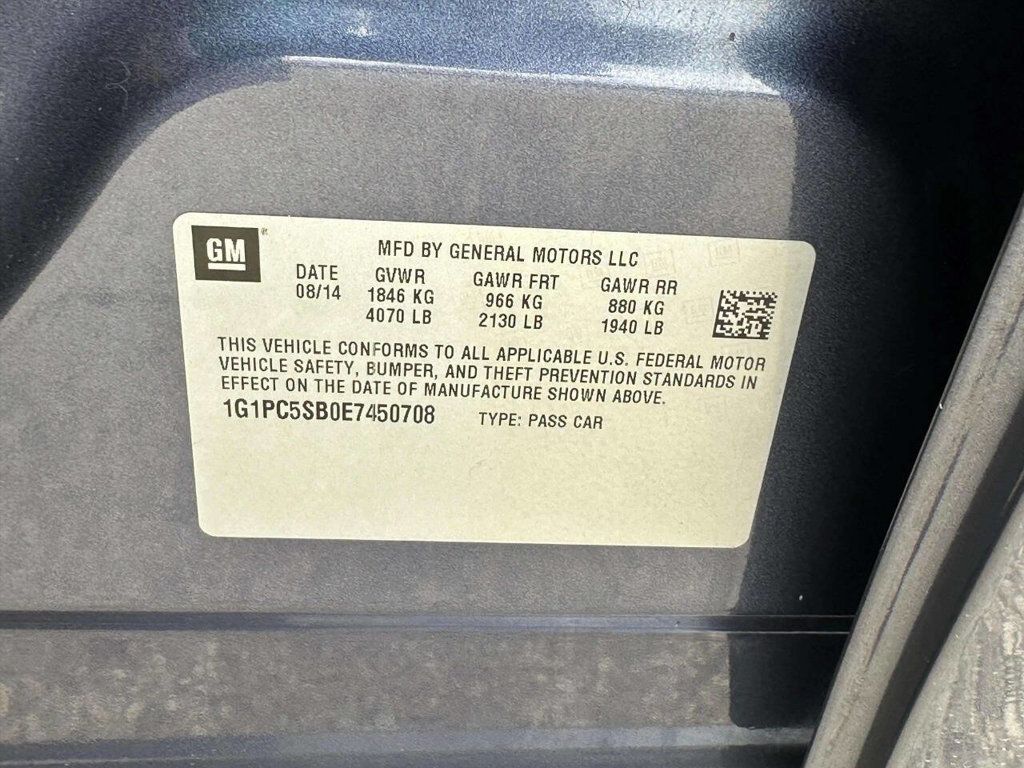 GM
MFD BY GENERAL MOTORS LLC
DATE GVWR GAWR FRT GAWR RR
08/14 1846 KG 966 KG 880 KG
4070 LB 2130 LB 1940 LB
THIS VEHICLE CONFORMS TO ALL APPLICABLE U.S. FEDERAL MOTOR
VEHICLE SAFETY, BUMPER, AND THEFT PREVENTION STANDARDS IN
EFFECT ON THE DATE OF MANUFACTURE SHOWN ABOVE.
1G1PC5SB0E7450708 TYPE: PASS CAR